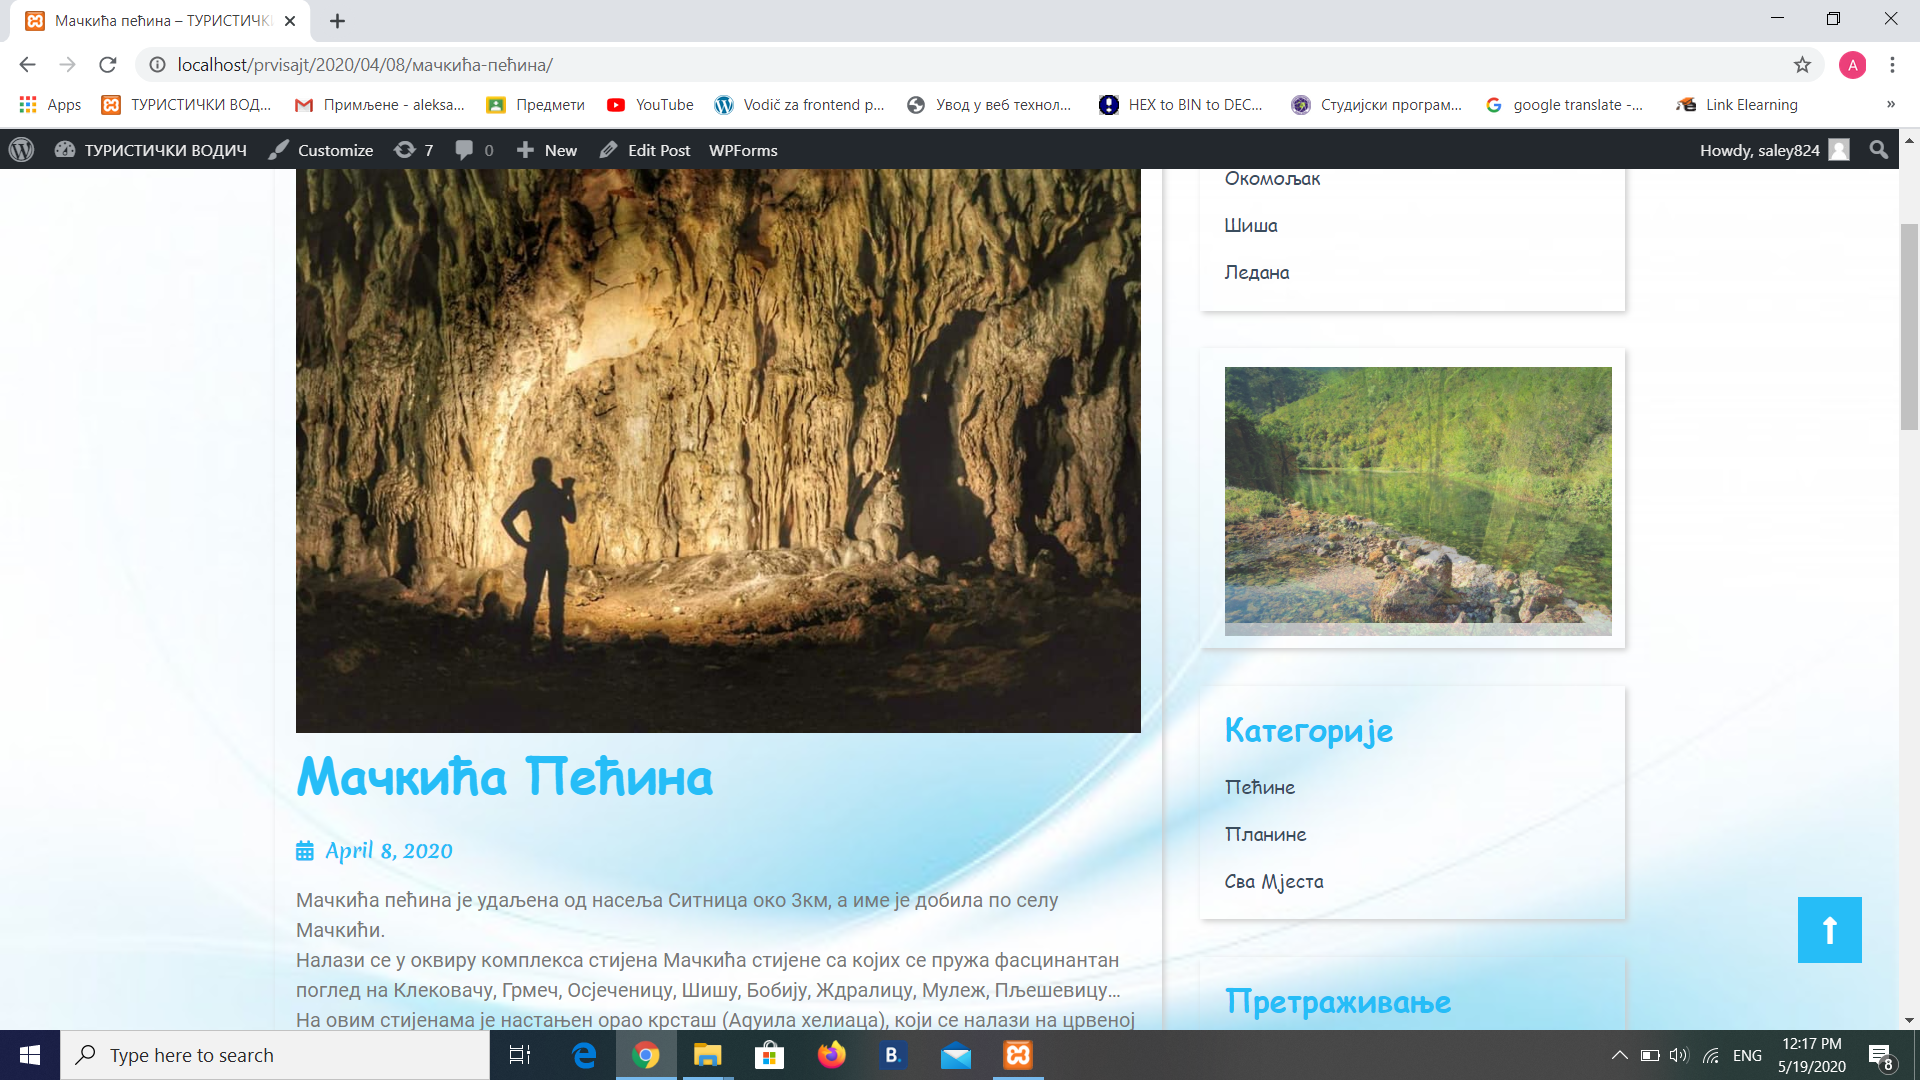 Мачкића пећина – ТУРИСТИЧКИ
localhost/prvisajt/2020/04/08/мачкића-пећина/
A
Apps
ТУРИСТИЧКИ ВОД...
Примљене - aleksa...
Предмети
YouTube
Vodič za frontend p...
Увод у веб технол...
HEX to BIN to DEC...
Студијски програм...
google translate -...
Link Elearning
»
ТУРИСТИЧКИ ВОДИЧ
Customize
7
0
New
Edit Post
WPForms
Howdy, saley824
Окомољак
Шиша
Ледана
Мачкића Пећина
April 8, 2020
Мачкића пећина је удаљена од насеља Ситница око 3км, а име је добила по селу
Мачкићи.
Налази се у оквиру комплекса стијена Мачкића стијене са којих се пружа фасцинантан
поглед на Клековачу, Грмеч, Осјеченицу, Шишу, Бобију, Ждралицу, Мулеж, Пљешевицу...
На овим стијенама је настањен орао крсташ (Аqуила хелиаца), који се налази на црвеној
Категорије
Пећине
Планине
Сва Мјеста
Претраживање
Type here to search
B.
ENG
12:17 PM
5/19/2020
8